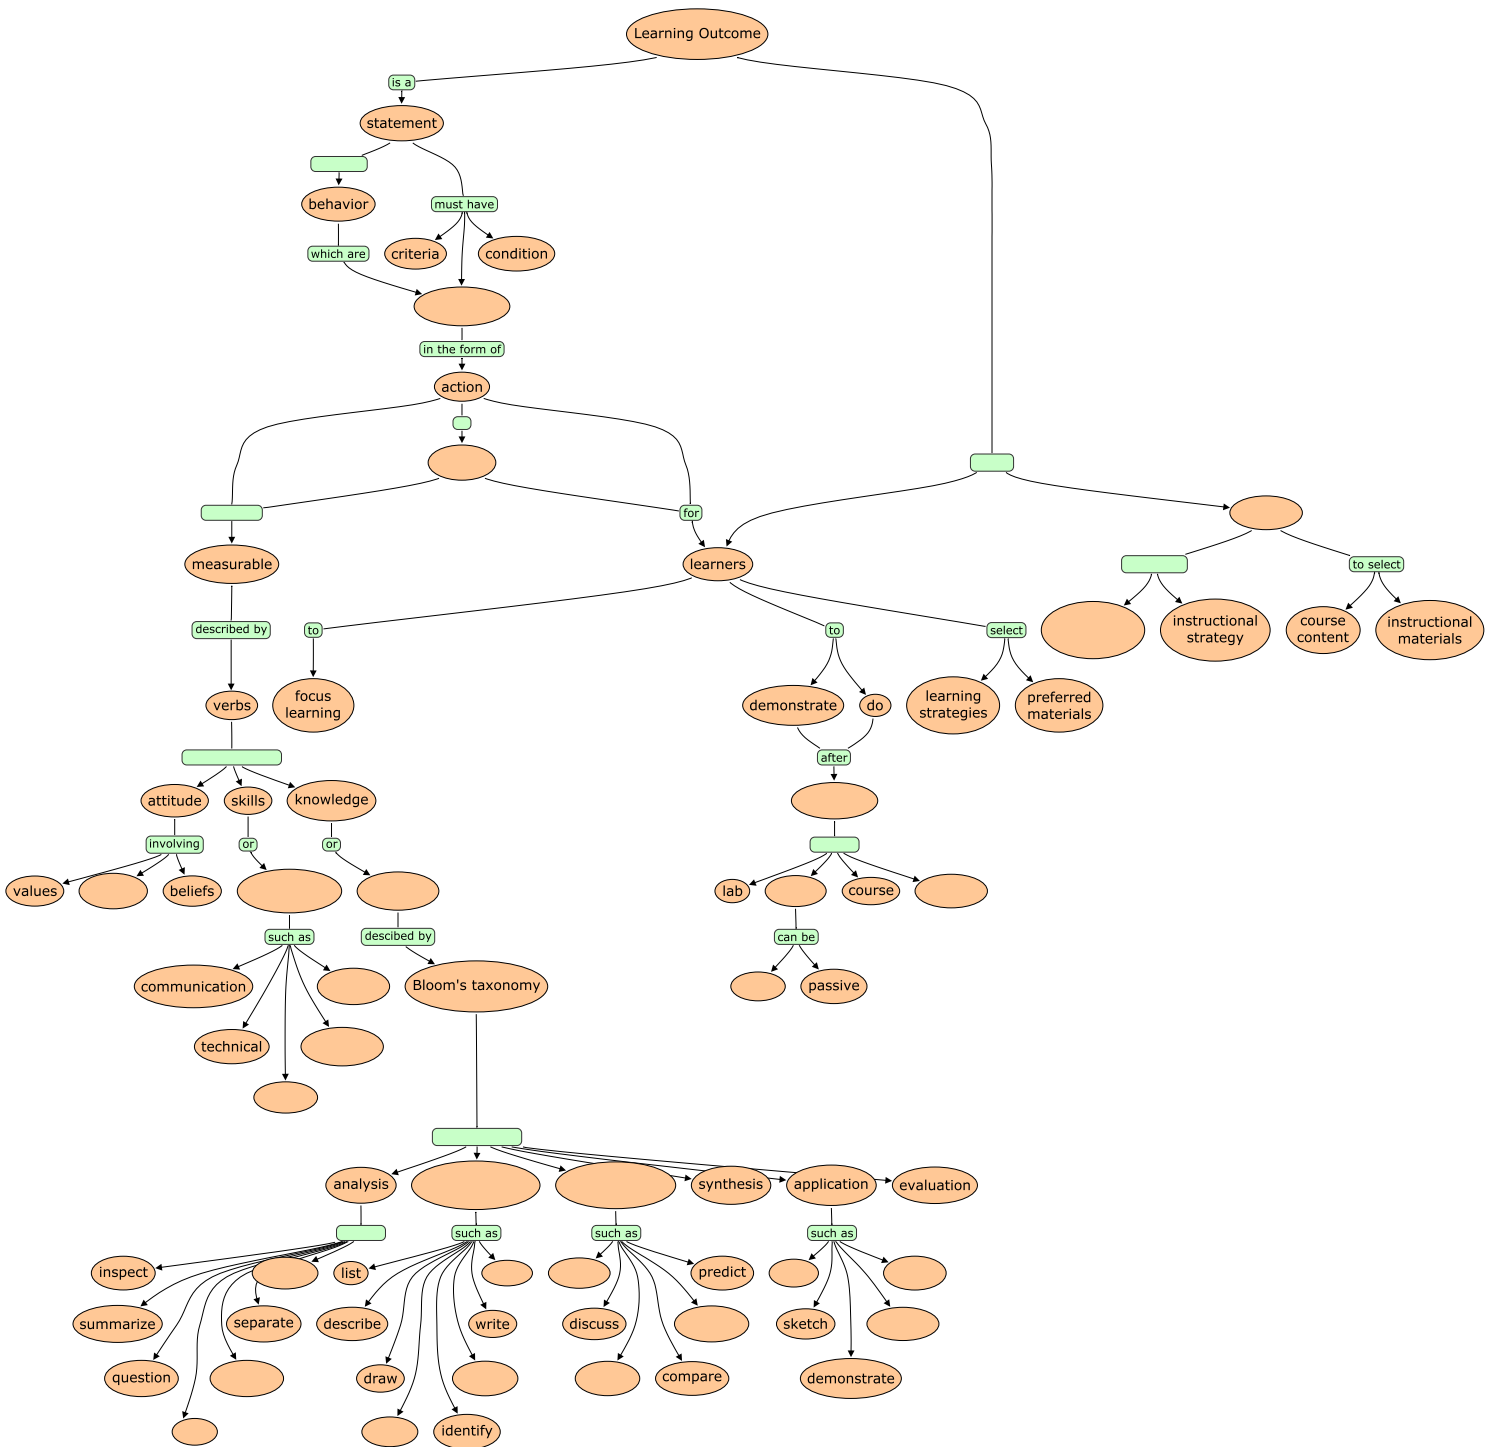 Learning Outcome
is a
statement
behavior
must have
which are
criteria
condition
in the form of
action
for
measurable
learners
to select
described by
to
to
select
instructional
strategy
course
content
instructional
materials
verbs
focus
learning
demonstrate
do
learning
strategies
preferred
materials
after
attitude
skills
knowledge
involving
or
or
values
beliefs
lab
course
such as
descibed by
can be
communication
Bloom's taxonomy
passive
technical
analysis
synthesis
application
evaluation
such as
such as
such as
inspect
list
predict
summarize
separate
describe
write
discuss
sketch
question
draw
compare
demonstrate
identify